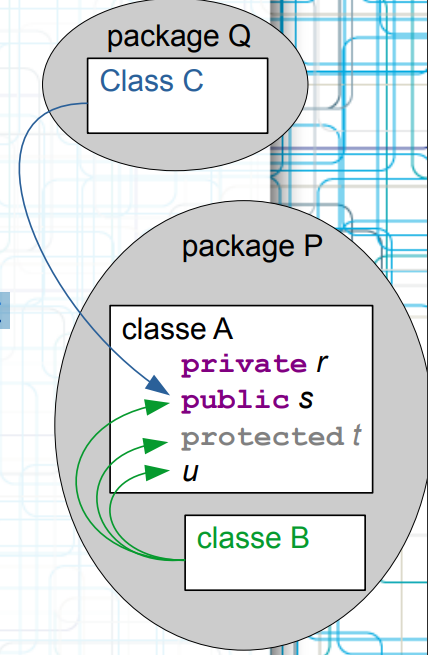 package Q
Class C
package P
classe A
private r
public s
protected t
u
classe B